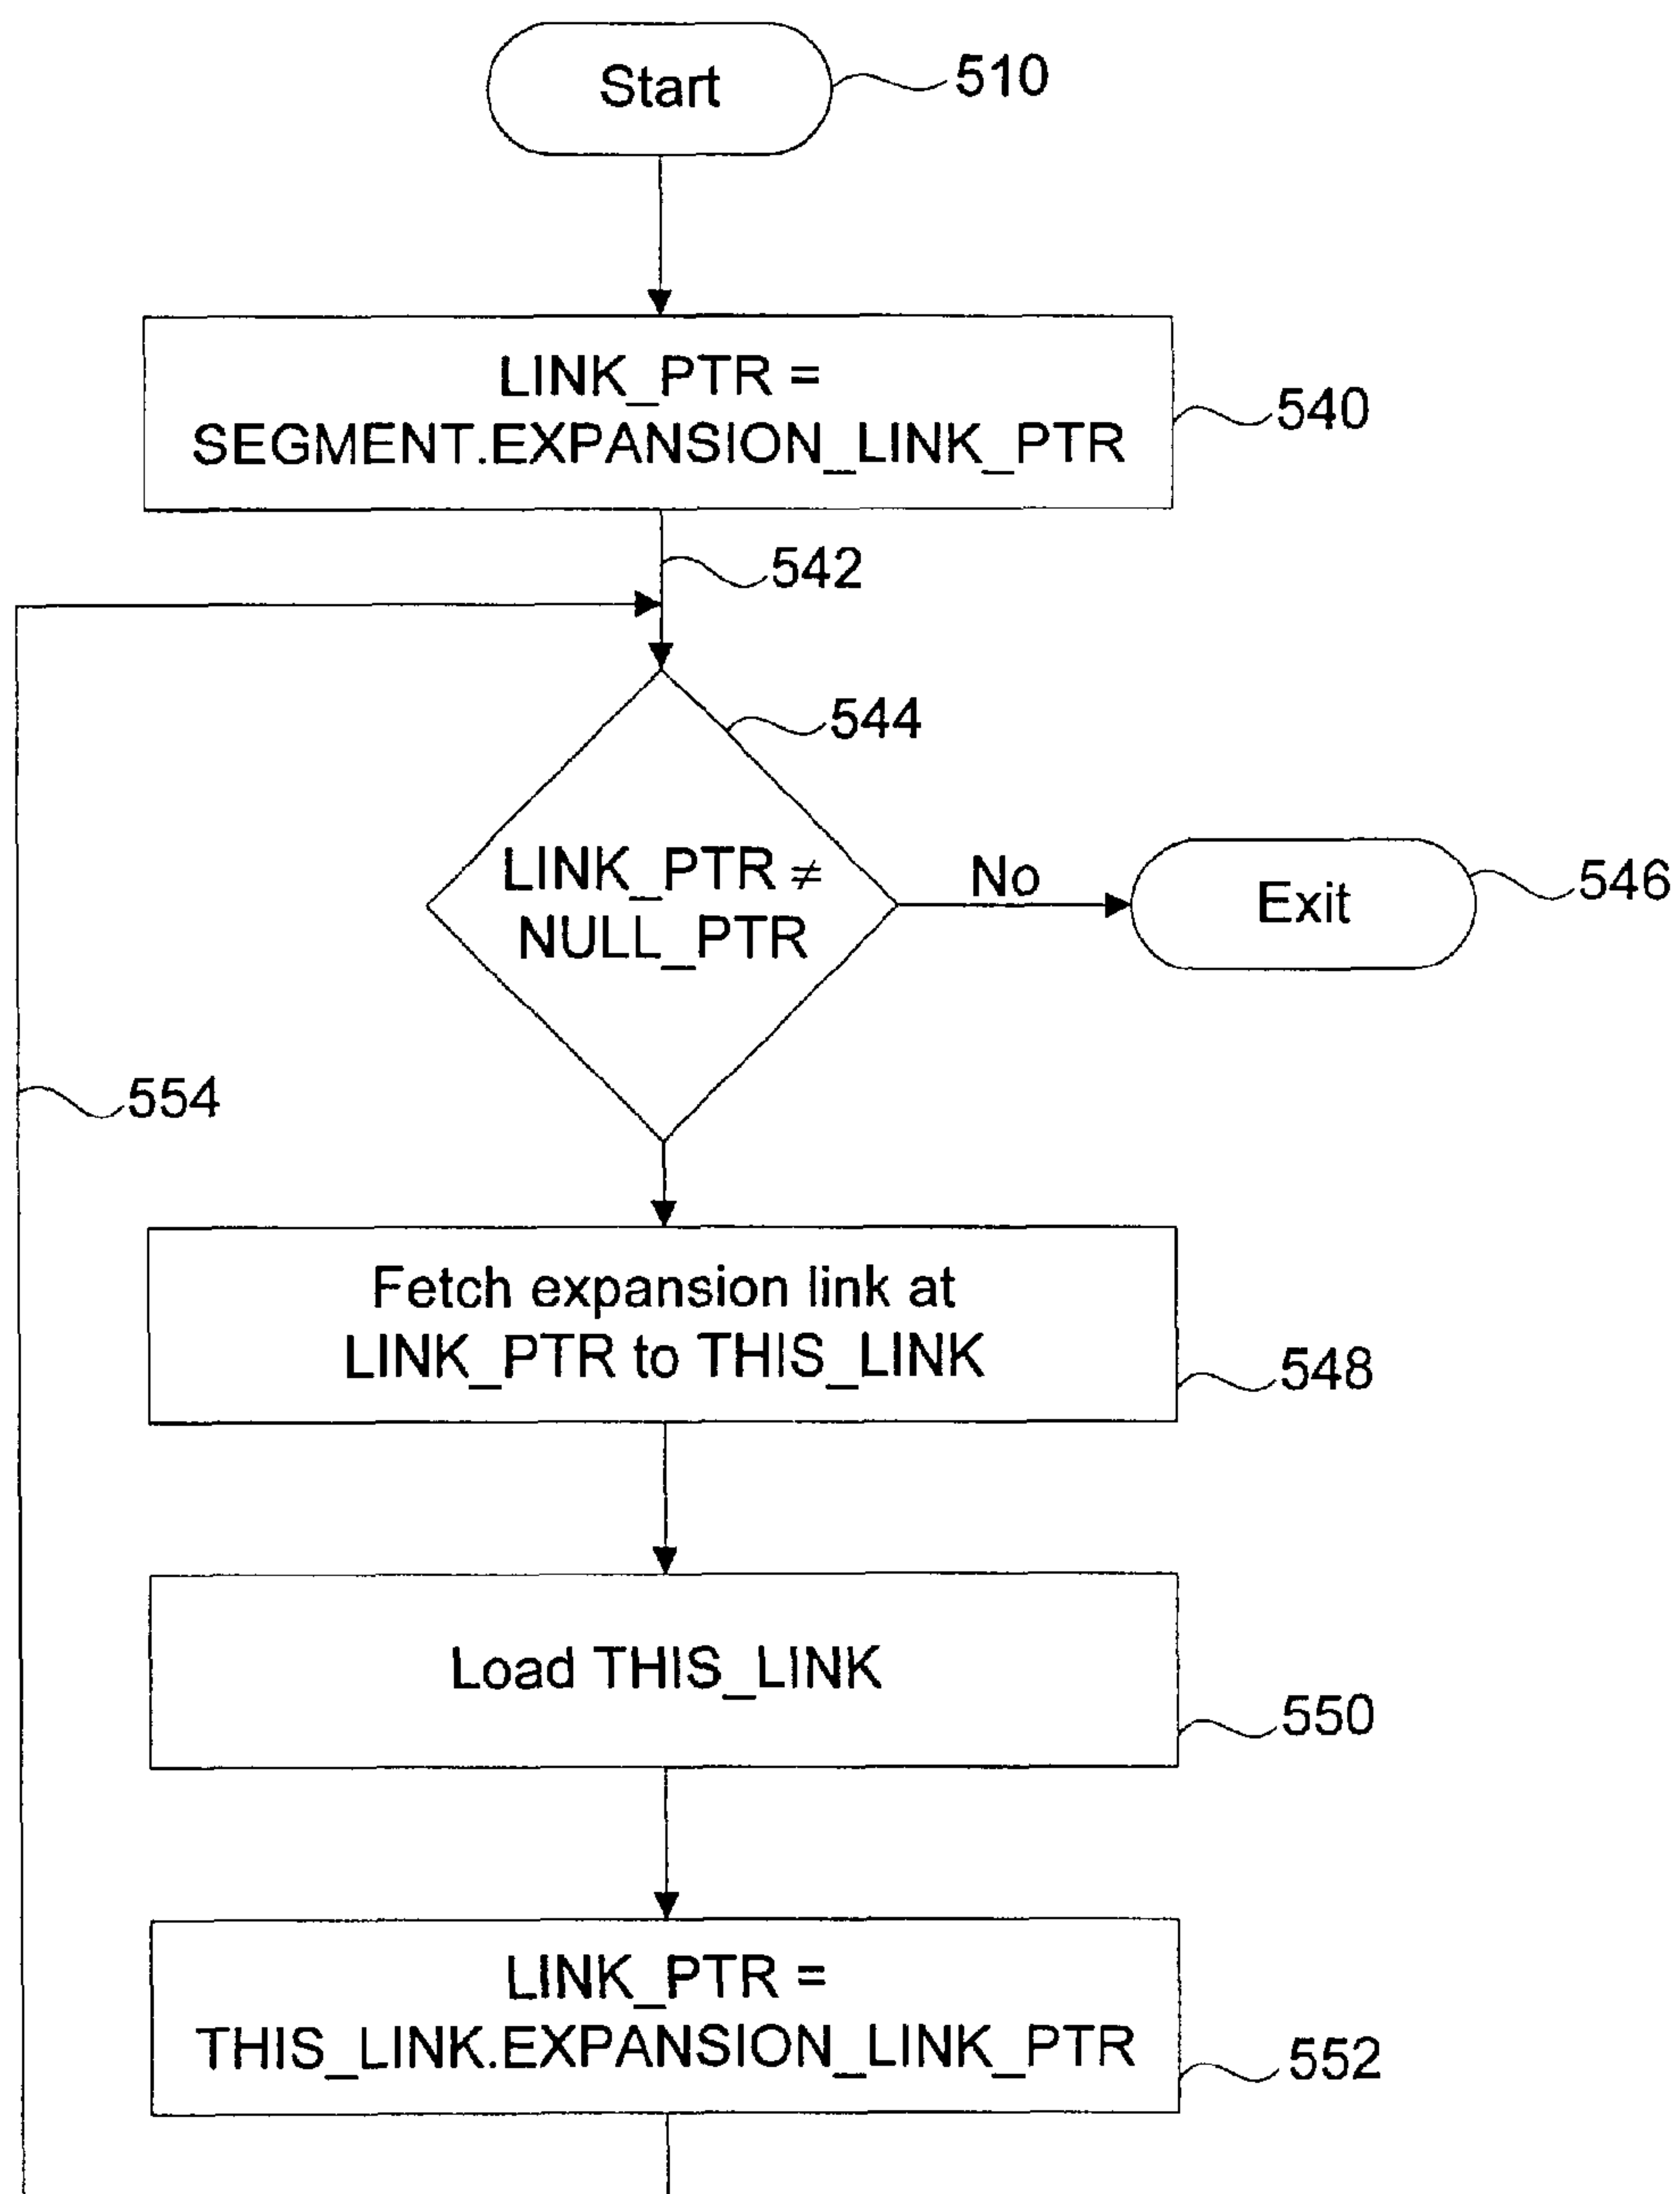 Start
510
LINK_PTR =
SEGMENT.EXPANSION_LINK_PTR
540
542
544
LINK_PTR ≠
NULL_PTR
No
Exit
546
554
Fetch expansion link at
LINK_PTR to THIS_LINK
548
Load THIS_LINK
550
LINK_PTR =
THIS_LINK.EXPANSION_LINK_PTR
552